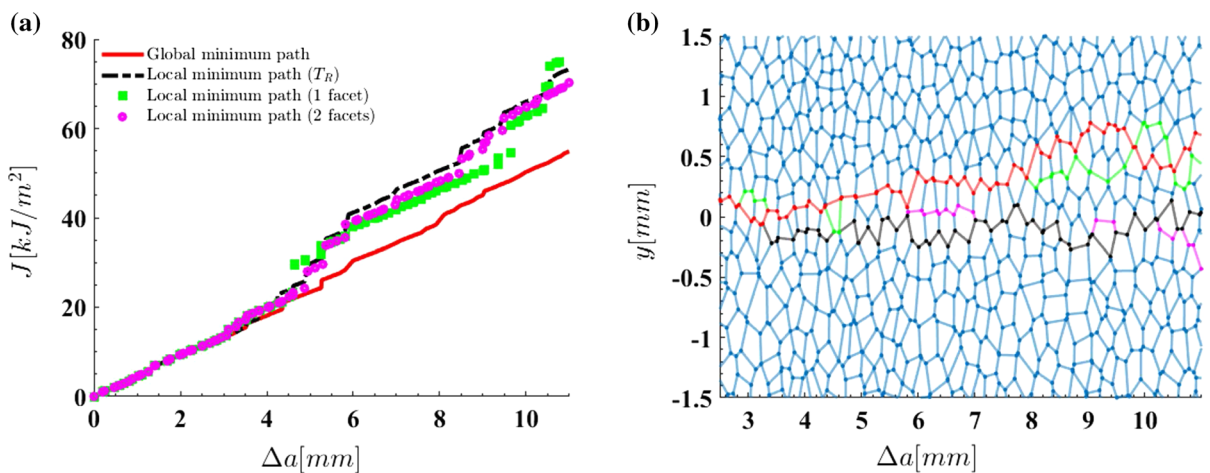 (a)
80
60
40
20
0
J[kJ/m²]
0 2 4 6 8 10
Δa[mm]
Global minimum path
Local minimum path (T_R)
Local minimum path (1 facet)
Local minimum path (2 facets)
(b)
1.5
1
0.5
0
-0.5
-1
-1.5
y[mm]
3 4 5 6 7 8 9 10
Δa[mm]